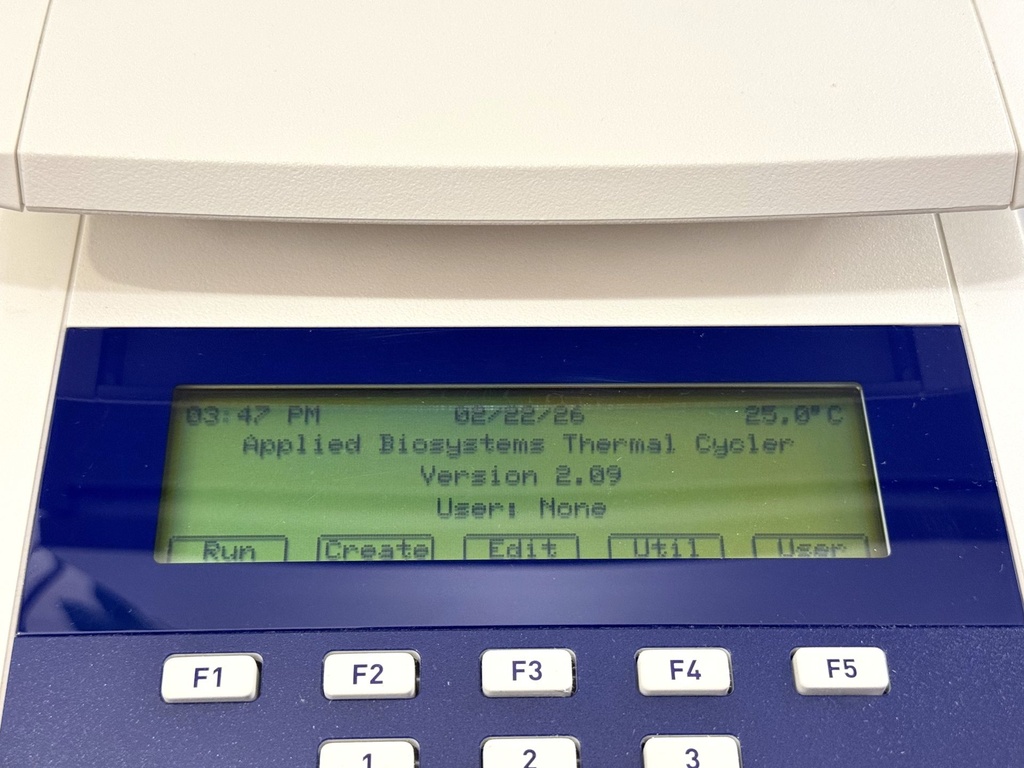 03:47 PM 02/22/26 25.0°C
Applied Biosystems Thermal Cycler
Version 2.09
User: None
Run Create Edit Util User
F1 F2 F3 F4 F5
1 2 3